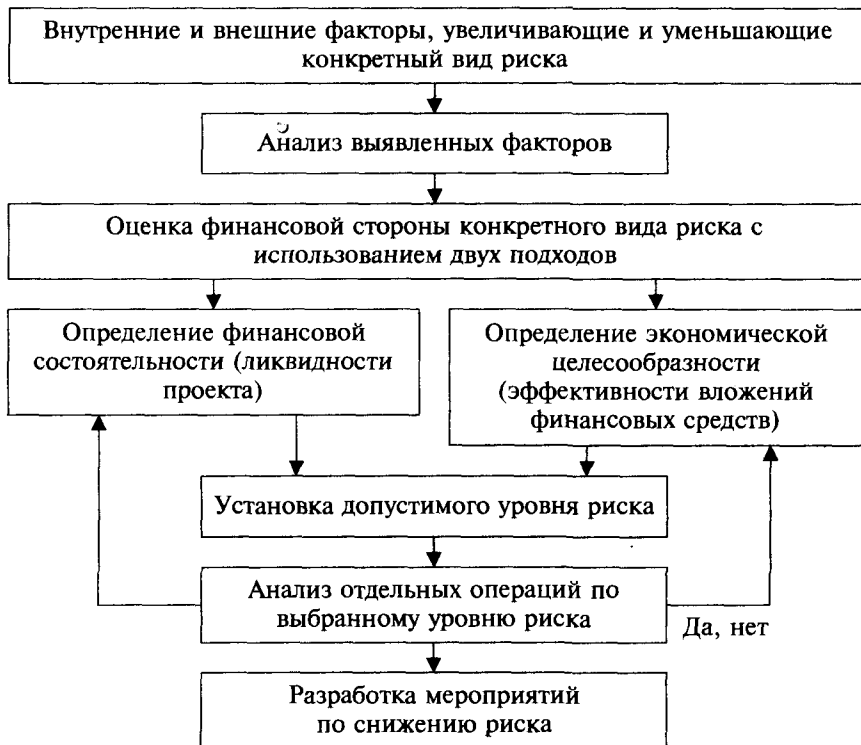 Внутренние и внешние факторы, увеличивающие и уменьшающие
конкретный вид риска
Анализ выявленных факторов
Оценка финансовой стороны конкретного вида риска с
использованием двух подходов
Определение финансовой
состоятельности (ликвидности
проекта)
Определение экономической
целесообразности
(эффективности вложений
финансовых средств)
Установка допустимого уровня риска
Анализ отдельных операций по
выбранному уровню риска
Да, нет
Разработка мероприятий
по снижению риска